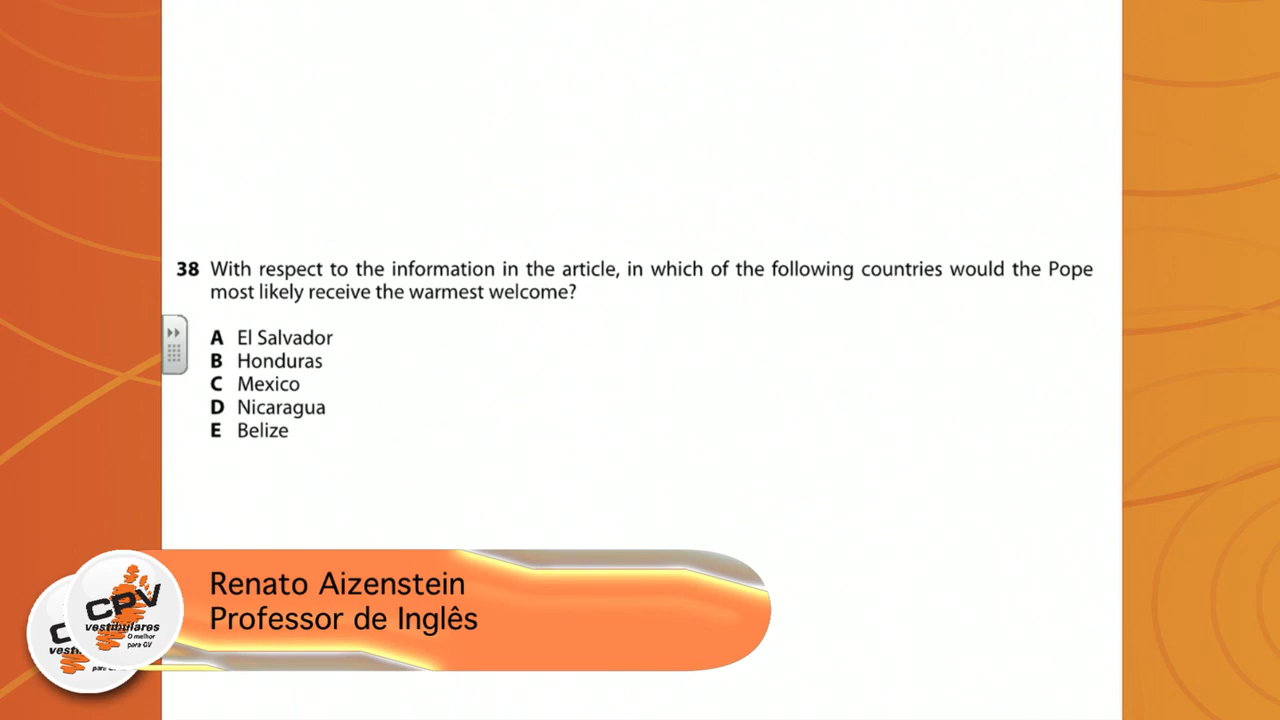 38 With respect to the information in the article, in which of the following countries would the Pope
most likely receive the warmest welcome?
A El Salvador
B Honduras
C Mexico
D Nicaragua
E Belize
Renato Aizenstein
Professor de Inglês
CPV
vestibulares
O melhor
para GV